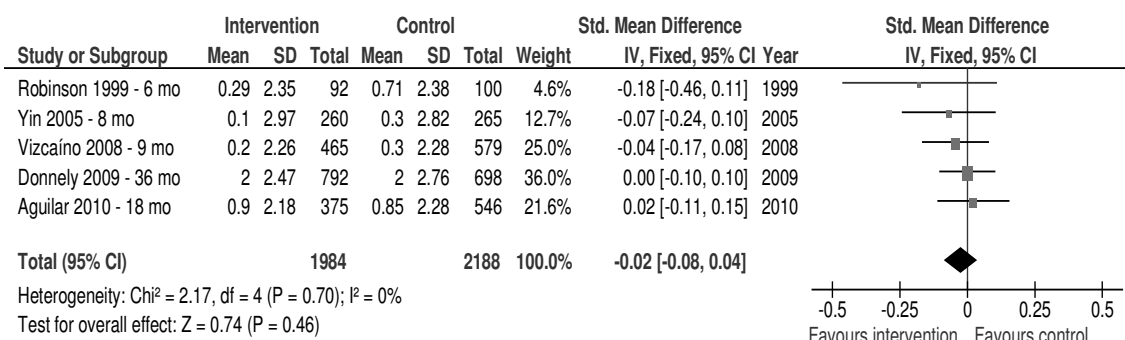 Intervention Control Std. Mean Difference Std. Mean Difference
Study or Subgroup Mean SD Total Mean SD Total Weight IV, Fixed, 95% CI Year IV, Fixed, 95% CI
Robinson 1999 - 6 mo 0.29 2.35 92 0.71 2.38 100 4.6% -0.18 [-0.46, 0.11] 1999
Yin 2005 - 8 mo 0.1 2.97 260 0.3 2.82 265 12.7% -0.07 [-0.24, 0.10] 2005
Vizcaíno 2008 - 9 mo 0.2 2.26 465 0.3 2.28 579 25.0% -0.04 [-0.17, 0.08] 2008
Donnely 2009 - 36 mo 2 2.47 792 2 2.76 698 36.0% 0.00 [-0.10, 0.10] 2009
Aguilar 2010 - 18 mo 0.9 2.18 375 0.85 2.28 546 21.6% 0.02 [-0.11, 0.15] 2010
Total (95% CI) 1984 2188 100.0% -0.02 [-0.08, 0.04]
Heterogeneity: Chi² = 2.17, df = 4 (P = 0.70); I² = 0%
Test for overall effect: Z = 0.74 (P = 0.46)
-0.5 -0.25 0 0.25 0.5
Favours intervention Favours control